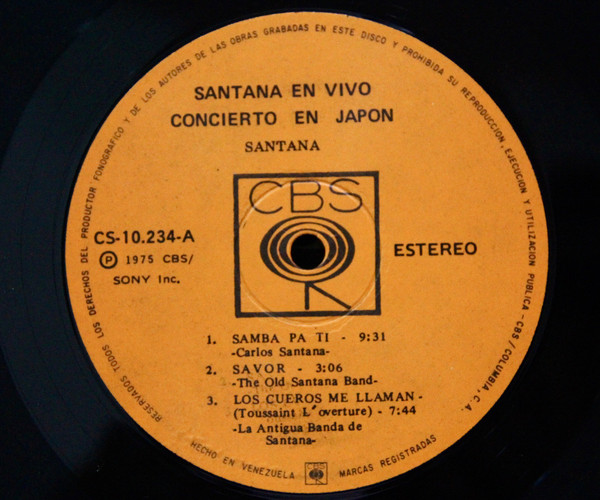 RESERVADOS TODOS LOS DERECHOS DEL PRODUCTOR FONOGRAFICO Y DE LOS AUTORES DE LAS OBRAS GRABADAS EN ESTE DISCO Y PROHIBIDA SU REPRODUCCION, EJECUCION Y UTILIZACION PUBLICA - CBS/COLUMBIA, C.A.
SANTANA EN VIVO
CONCIERTO EN JAPON
SANTANA
CBS
CS-10.234-A
Ⓟ 1975 CBS/
SONY Inc.
ESTEREO
1. SAMBA PA TI - 9:31
-Carlos Santana-
2. SAVOR - 3:06
-The Old Santana Band-
3. LOS CUEROS ME LLAMAN -
(Toussaint L'overture) - 7:44
-La Antigua Banda de
Santana-
HECHO EN VENEZUELA CBS MARCAS REGISTRADAS